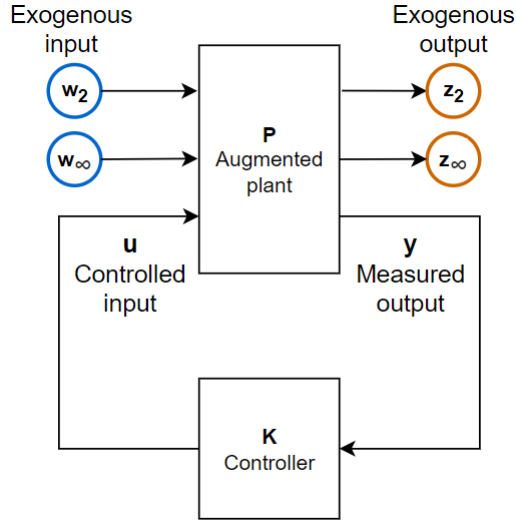 Exogenous
input
Exogenous
output
w₂
z₂
w∞
z∞
P
Augmented
plant
u
Controlled
input
y
Measured
output
K
Controller